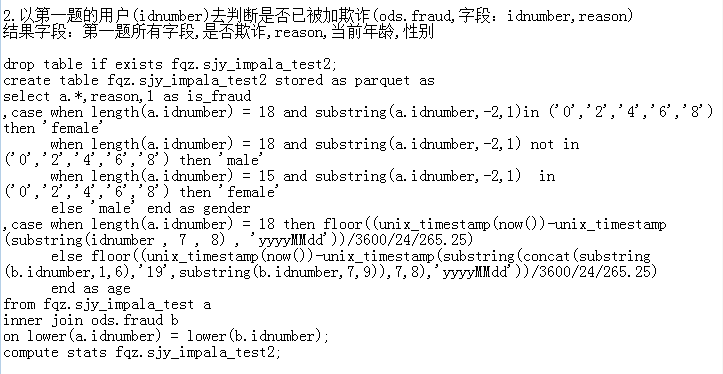 2.以第一题的用户(idnumber)去判断是否已被加欺诈(ods.fraud,字段：idnumber,reason)
结果字段：第一题所有字段,是否欺诈,reason,当前年龄,性别
drop table if exists fqz.sjy_impala_test2;
create table fqz.sjy_impala_test2 stored as parquet as
select a.*,reason,1 as is_fraud
,case when length(a.idnumber) = 18 and substring(a.idnumber,-2,1)in ('0','2','4','6','8')
then 'female'
when length(a.idnumber) = 18 and substring(a.idnumber,-2,1) not in
('0','2','4','6','8') then 'male'
when length(a.idnumber) = 15 and substring(a.idnumber,-2,1)  in
('0','2','4','6','8') then 'female'
else 'male' end as gender
,case when length(a.idnumber) = 18 then floor((unix_timestamp(now())-unix_timestamp
(substring(idnumber , 7 , 8) , 'yyyyMMdd'))/3600/24/265.25)
else floor((unix_timestamp(now())-unix_timestamp(substring(concat(substring
(b.idnumber,1,6),'19',substring(b.idnumber,7,9)),7,8),'yyyyMMdd'))/3600/24/265.25)
end as age
from fqz.sjy_impala_test a
inner join ods.fraud b
on lower(a.idnumber) = lower(b.idnumber);
compute stats fqz.sjy_impala_test2;